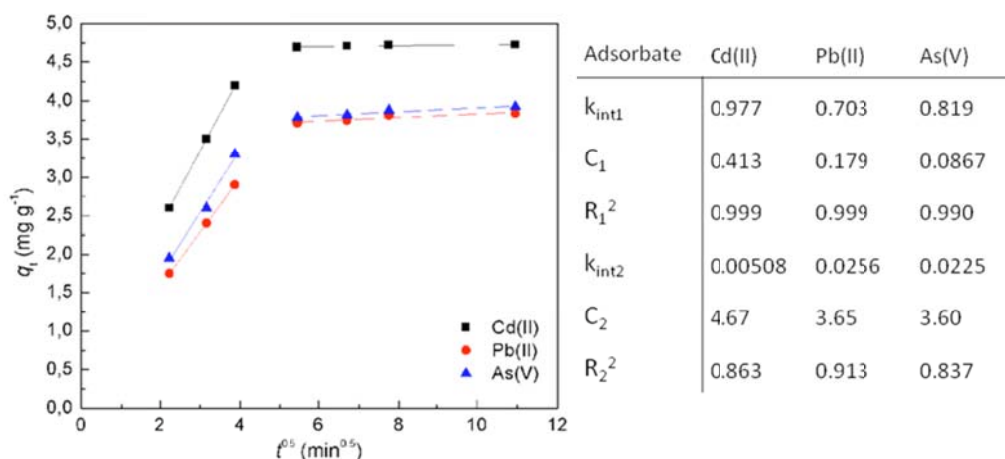 5,0
4,5
4,0
3,5
3,0
2,5
2,0
1,5
1,0
0,5
0,0
qt (mg g-1)
Cd(II)
Pb(II)
As(V)
0 2 4 6 8 10 12
t0.5 (min0.5)
Adsorbate Cd(II) Pb(II) As(V)
kint1 0.977 0.703 0.819
C1 0.413 0.179 0.0867
R12 0.999 0.999 0.990
kint2 0.00508 0.0256 0.0225
C2 4.67 3.65 3.60
R22 0.863 0.913 0.837